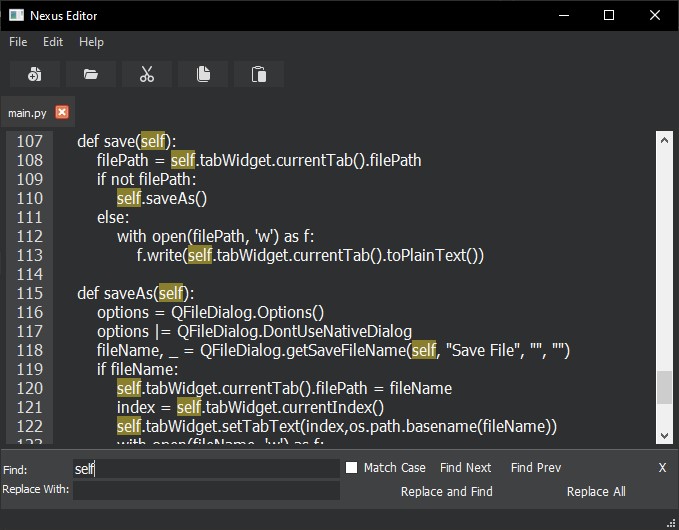 Nexus Editor
File Edit Help
main.py
107 def save(self):
108 filePath = self.tabWidget.currentTab().filePath
109 if not filePath:
110 self.saveAs()
111 else:
112 with open(filePath, 'w') as f:
113 f.write(self.tabWidget.currentTab().toPlainText())
114
115 def saveAs(self):
116 options = QFileDialog.Options()
117 options |= QFileDialog.DontUseNativeDialog
118 fileName, _ = QFileDialog.getSaveFileName(self, "Save File", "", "")
119 if fileName:
120 self.tabWidget.currentTab().filePath = fileName
121 index = self.tabWidget.currentIndex()
122 self.tabWidget.setTabText(index,os.path.basename(fileName))
123 with open(fileName, 'w') as f:
Find: self Match Case Find Next Find Prev X
Replace With: Replace and Find Replace All